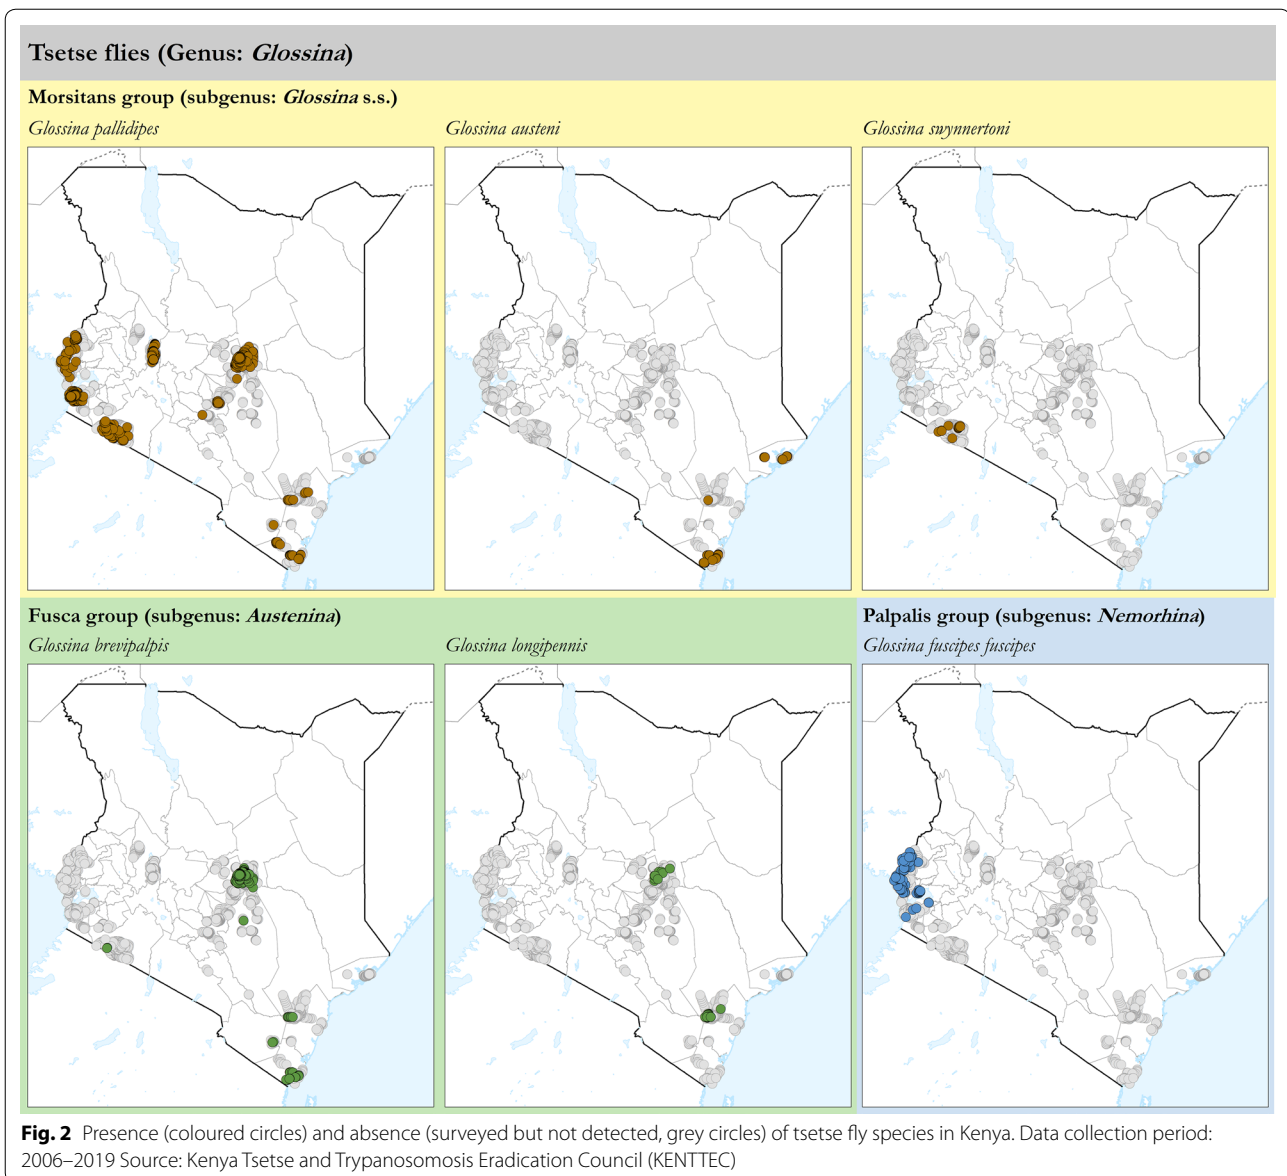 Tsetse flies (Genus: Glossina)
Morsitans group (subgenus: Glossina s.s.)
Glossina pallidipes
Glossina austeni
Glossina swynnertoni
Fusca group (subgenus: Austenina)
Palpalis group (subgenus: Nemorhina)
Glossina brevipalpis
Glossina longipennis
Glossina fuscipes fuscipes
Fig. 2 Presence (coloured circles) and absence (surveyed but not detected, grey circles) of tsetse fly species in Kenya. Data collection period:
2006–2019 Source: Kenya Tsetse and Trypanosomosis Eradication Council (KENTTEC)